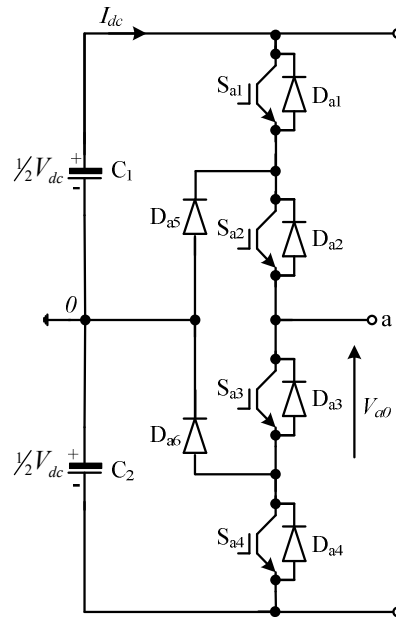 I_dc
S_a1
D_a1
½V_dc
+
-
C_1
D_a5
S_a2
D_a2
0
a
S_a3
D_a3
V_a0
D_a6
½V_dc
+
-
C_2
S_a4
D_a4